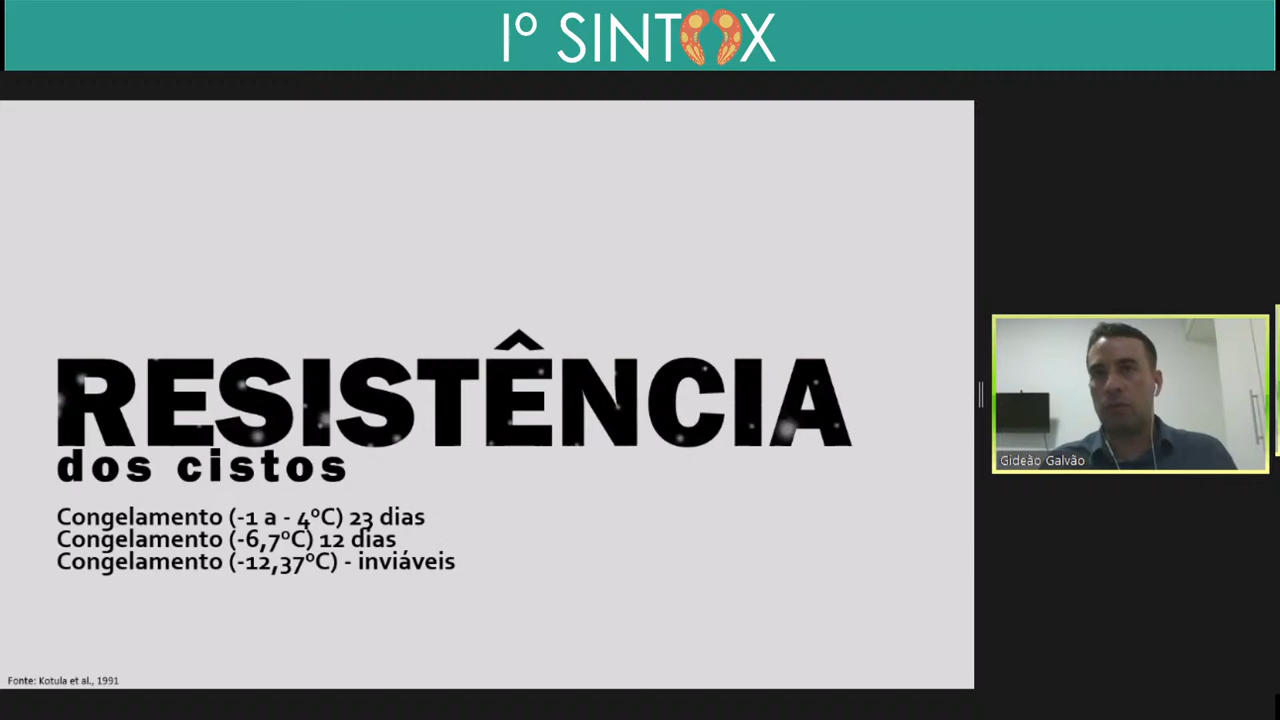 Iº SINTOX
RESISTÊNCIA
dos cistos
Congelamento (-1 a - 4ºC) 23 dias
Congelamento (-6,7ºC) 12 dias
Congelamento (-12,37ºC) - inviáveis
Gideão Galvão
Fonte: Kotula et al., 1991